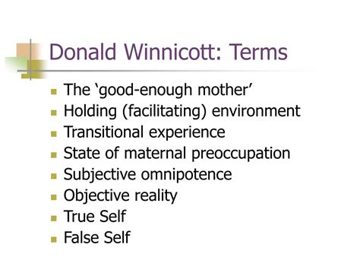 Donald Winnicott: Terms
The ‘good-enough mother’
Holding (facilitating) environment
Transitional experience
State of maternal preoccupation
Subjective omnipotence
Objective reality
True Self
False Self